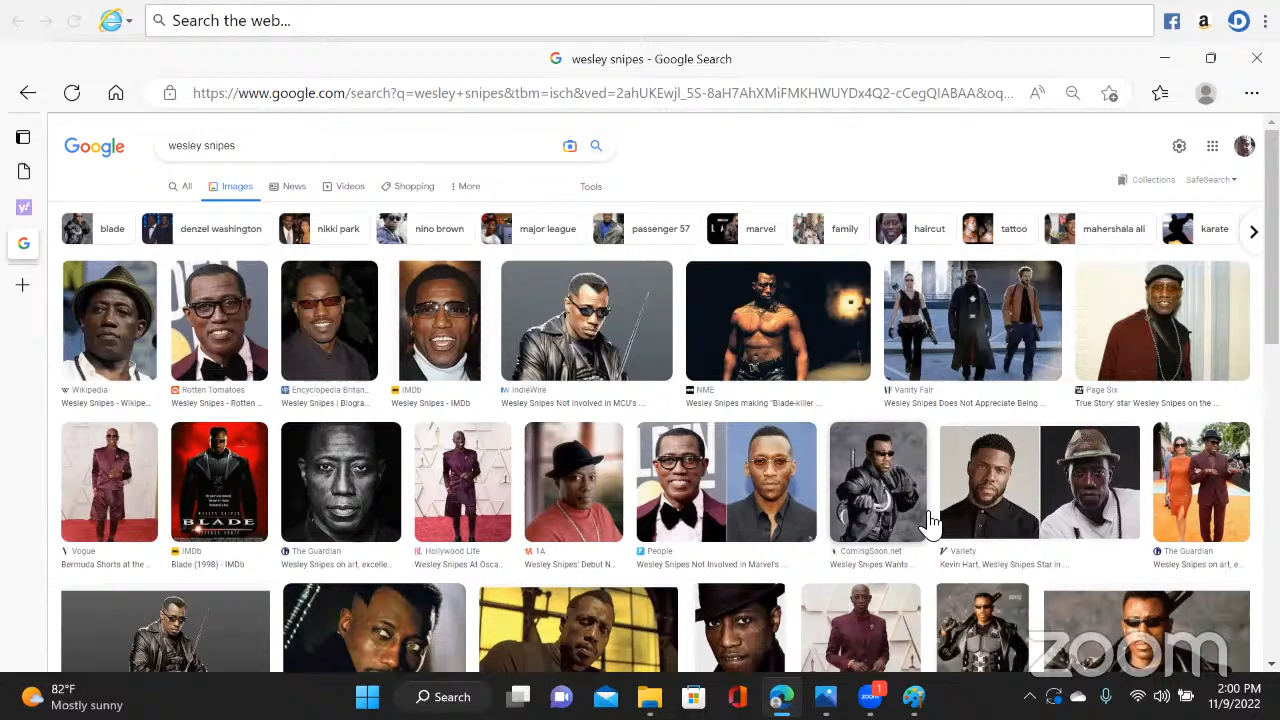 Search the web...
wesley snipes - Google Search
https://www.google.com/search?q=wesley+snipes&tbm=isch&ved=2ahUKEwjl_5S-8aH7AhXMiFMKHWUYDx4Q2-cCegQIABAA&oq...
Google
wesley snipes
All Images News Videos Shopping More Tools
Collections SafeSearch
blade denzel washington nikki park nino brown major league passenger 57 marvel family haircut tattoo mahershala ali karate
Wikipedia Rotten Tomatoes Encyclopedia Britan... IMDb IndieWire NME Vanity Fair Page Six
Wesley Snipes - Wikipe... Wesley Snipes - Rotten ... Wesley Snipes | Biogra... Wesley Snipes - IMDb Wesley Snipes Not Involved in MCU's ... Wesley Snipes making "Blade-killer ... Wesley Snipes Does Not Appreciate Being ... 'True Story' star Wesley Snipes on the ...
WESLEY SNIPES
BLADE
Vogue IMDb The Guardian Hollywood Life 1A People ComingSoon.net Variety The Guardian
Bermuda Shorts at the ... Blade (1998) - IMDb Wesley Snipes on art, excelle... Wesley Snipes At Osca... Wesley Snipes' Debut N... Wesley Snipes Not Involved in Marvel's ... Wesley Snipes Wants ... Kevin Hart, Wesley Snipes Star in ... Wesley Snipes on art, e...
zoom
82°F
Mostly sunny
Search
zoom
1
2:00 PM
11/9/2022